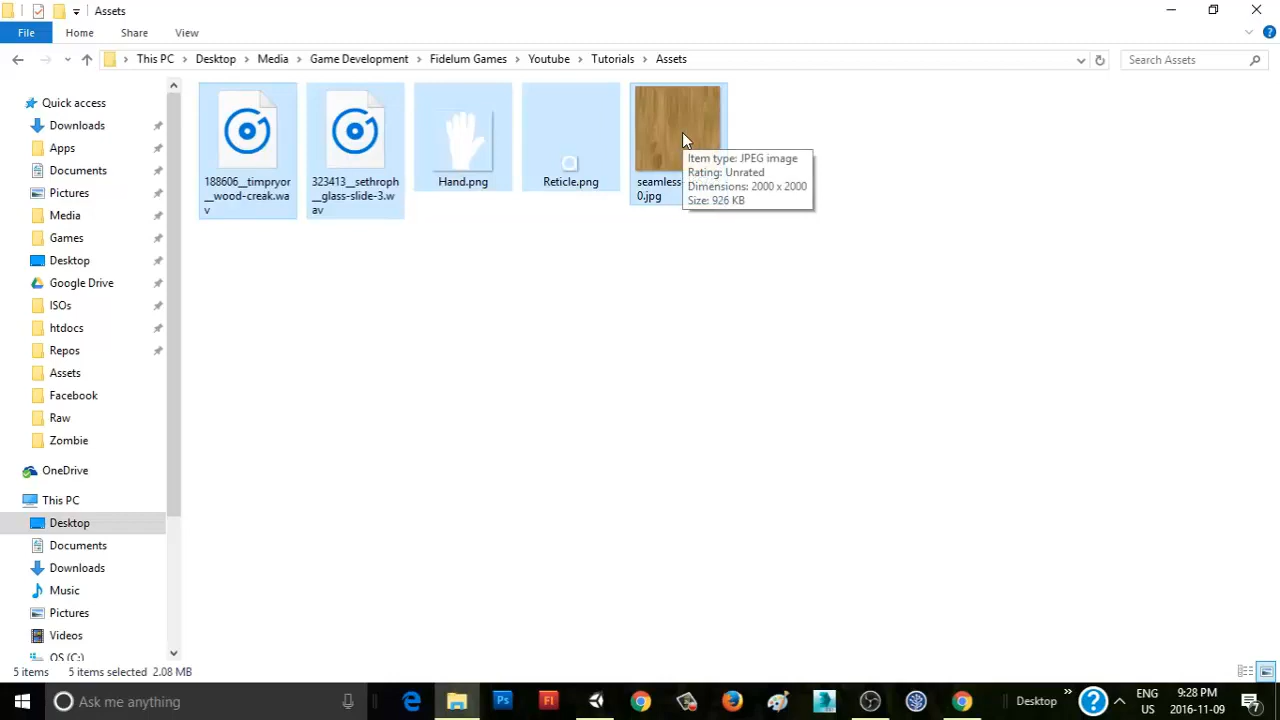 Assets
File
Home
Share
View
This PC
Desktop
Media
Game Development
Fidelum Games
Youtube
Tutorials
Assets
Search Assets
Quick access
Downloads
Apps
Documents
Pictures
Media
Games
Desktop
Google Drive
ISOs
htdocs
Repos
Assets
Facebook
Raw
Zombie
OneDrive
This PC
Desktop
Documents
Downloads
Music
Pictures
Videos
OS (C:)
188606__timpryor
__wood-creak.wa
v
323413__sethroph
__glass-slide-3.w
av
Hand.png
Reticle.png
seamless-
0.jpg
Item type: JPEG image
Rating: Unrated
Dimensions: 2000 x 2000
Size: 926 KB
5 items
5 items selected
2.08 MB
Ask me anything
Ps
Fl
Desktop
ENG
US
9:28 PM
2016-11-09
7